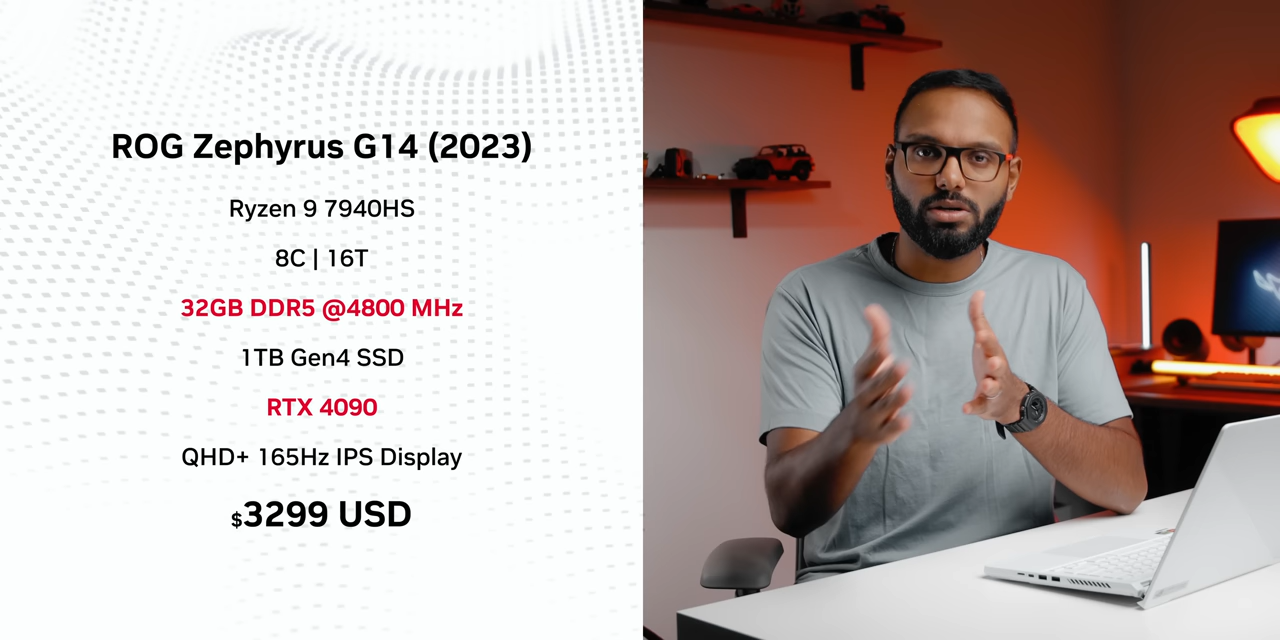 ROG Zephyrus G14 (2023)
Ryzen 9 7940HS
8C | 16T
32GB DDR5 @4800 MHz
1TB Gen4 SSD
RTX 4090
QHD+ 165Hz IPS Display
$3299 USD